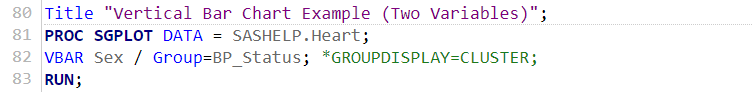 80 Title "Vertical Bar Chart Example (Two Variables)";
81 PROC SGPLOT DATA = SASHELP.Heart;
82 VBAR Sex / Group=BP_Status; *GROUPDISPLAY=CLUSTER;
83 RUN;